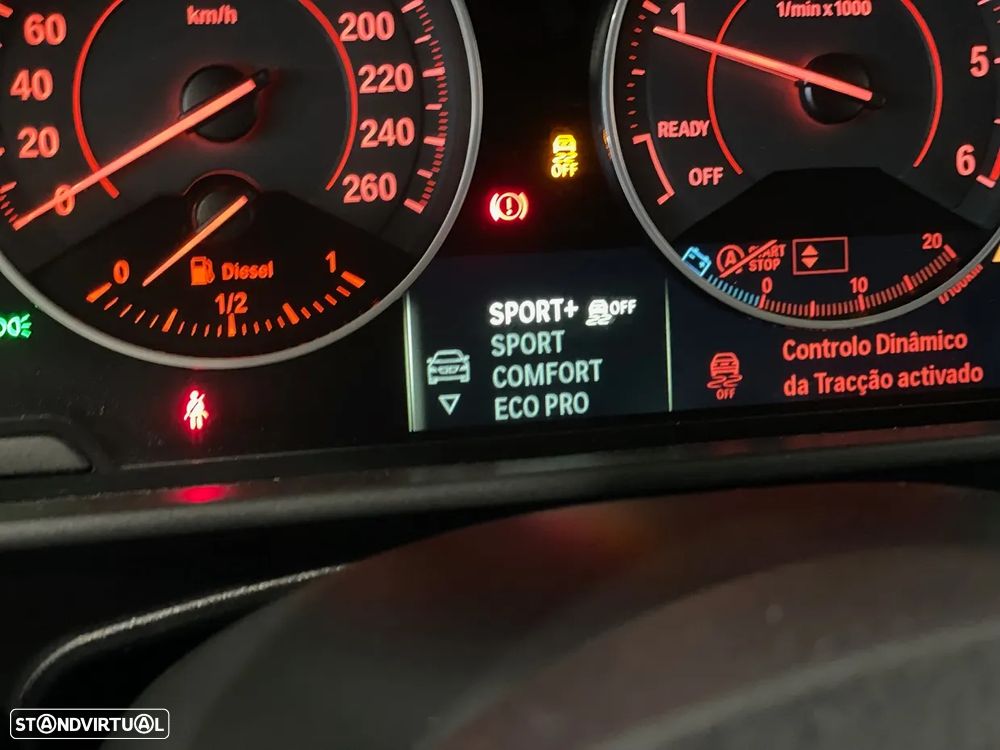 km/h
60
40
20
0
200
220
240
260
0
1/2
1
Diesel
OFF
1/min x 1000
1
5
6
READY
OFF
A
START
STOP
0
10
20
SPORT+ OFF
SPORT
COMFORT
ECO PRO
OFF
Controlo Dinâmico
da Tracção activado
STANDVIRTUAL